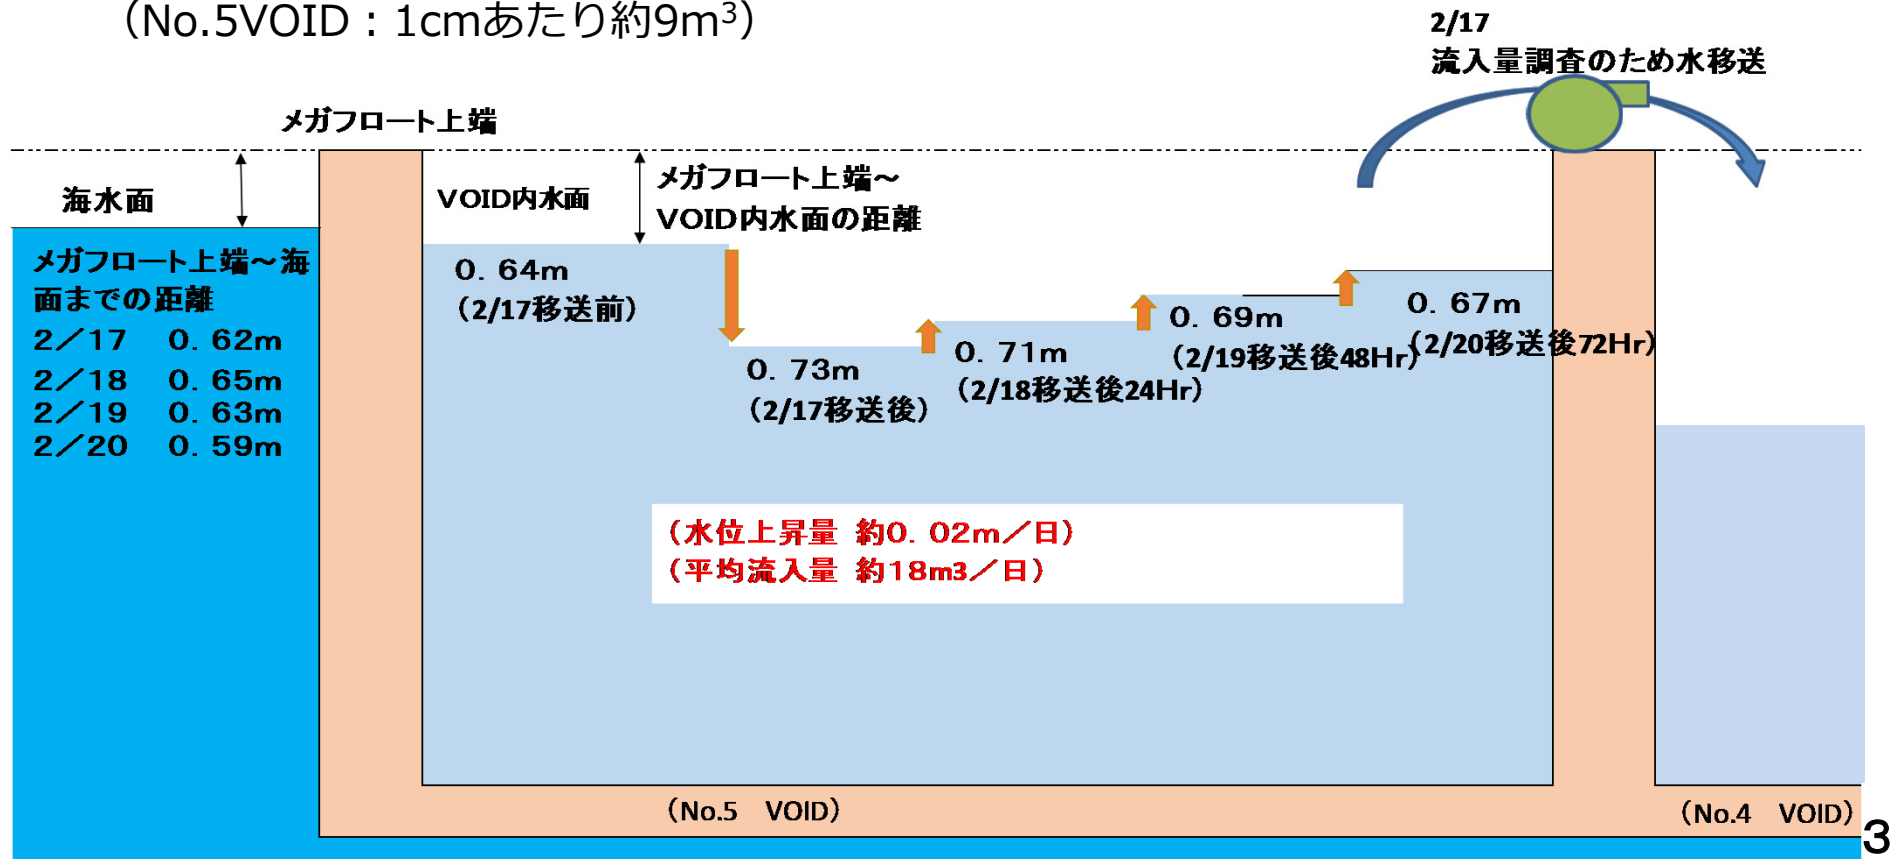 （No.5VOID：1cmあたり約9m³）
2/17
流入量調査のため水移送
メガフロート上端
海水面
VOID内水面
メガフロート上端～
VOID内水面の距離
メガフロート上端～海
面までの距離
2／17　0．62m
2／18　0．65m
2／19　0．63m
2／20　0．59m
0．64m
（2/17移送前）
0．73m
（2/17移送後）
0．71m
（2/18移送後24Hr）
0．69m
（2/19移送後48Hr）
0．67m
（2/20移送後72Hr）
（水位上昇量 約0．02m／日）
（平均流入量 約18m3／日）
（No.5　VOID）
（No.4　VOID）
3